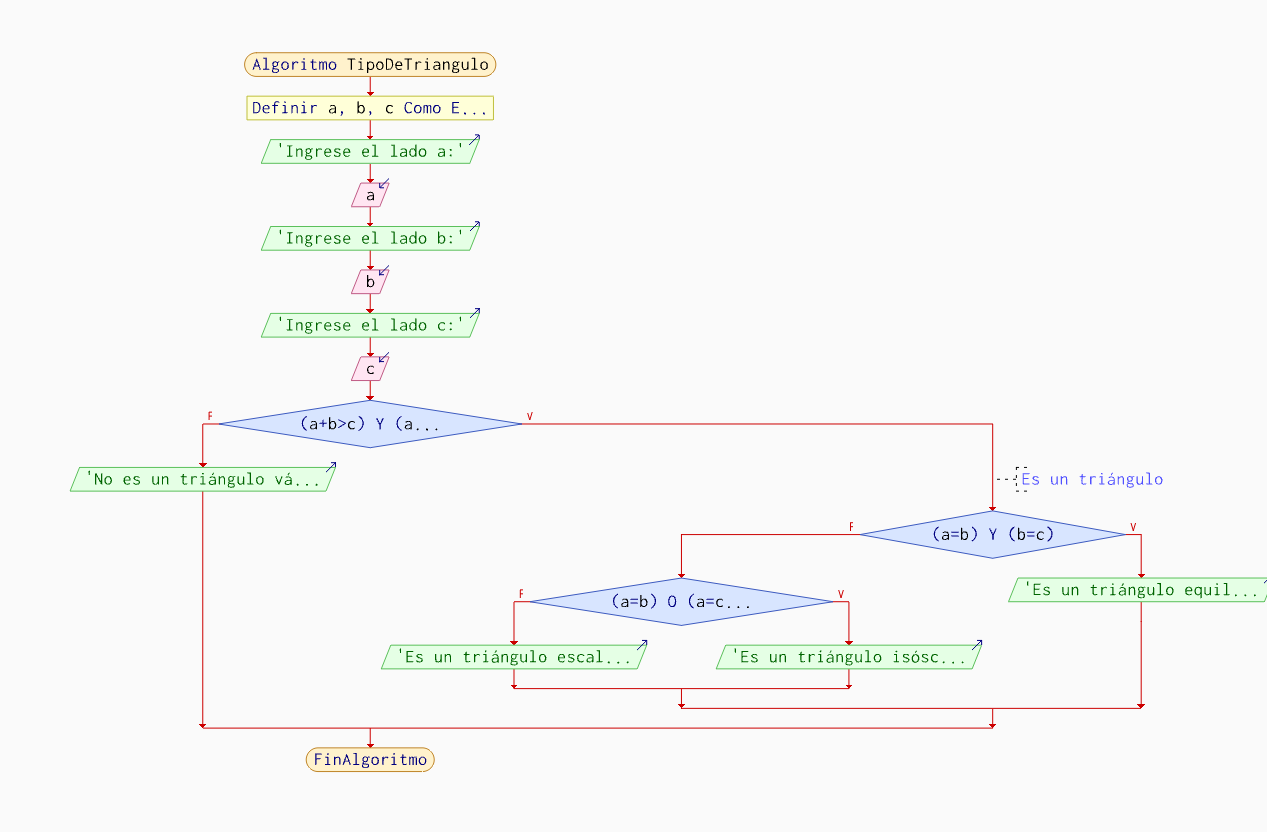 Algoritmo TipoDeTriangulo
Definir a, b, c Como E...
'Ingrese el lado a:'
a
'Ingrese el lado b:'
b
'Ingrese el lado c:'
c
F
(a+b>c) Y (a...
V
'No es un triángulo vá...
Es un triángulo
F
(a=b) Y (b=c)
V
'Es un triángulo equil...
F
(a=b) O (a=c...
V
'Es un triángulo escal...
'Es un triángulo isósc...
FinAlgoritmo